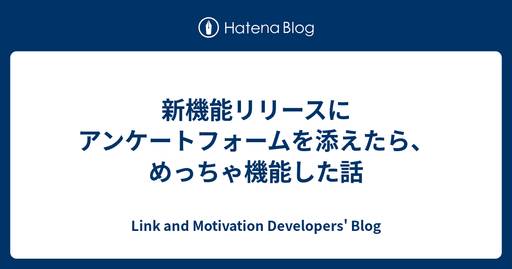 Hatena Blog
新機能リリースに
アンケートフォームを添えたら、
めっちゃ機能した話
Link and Motivation Developers' Blog